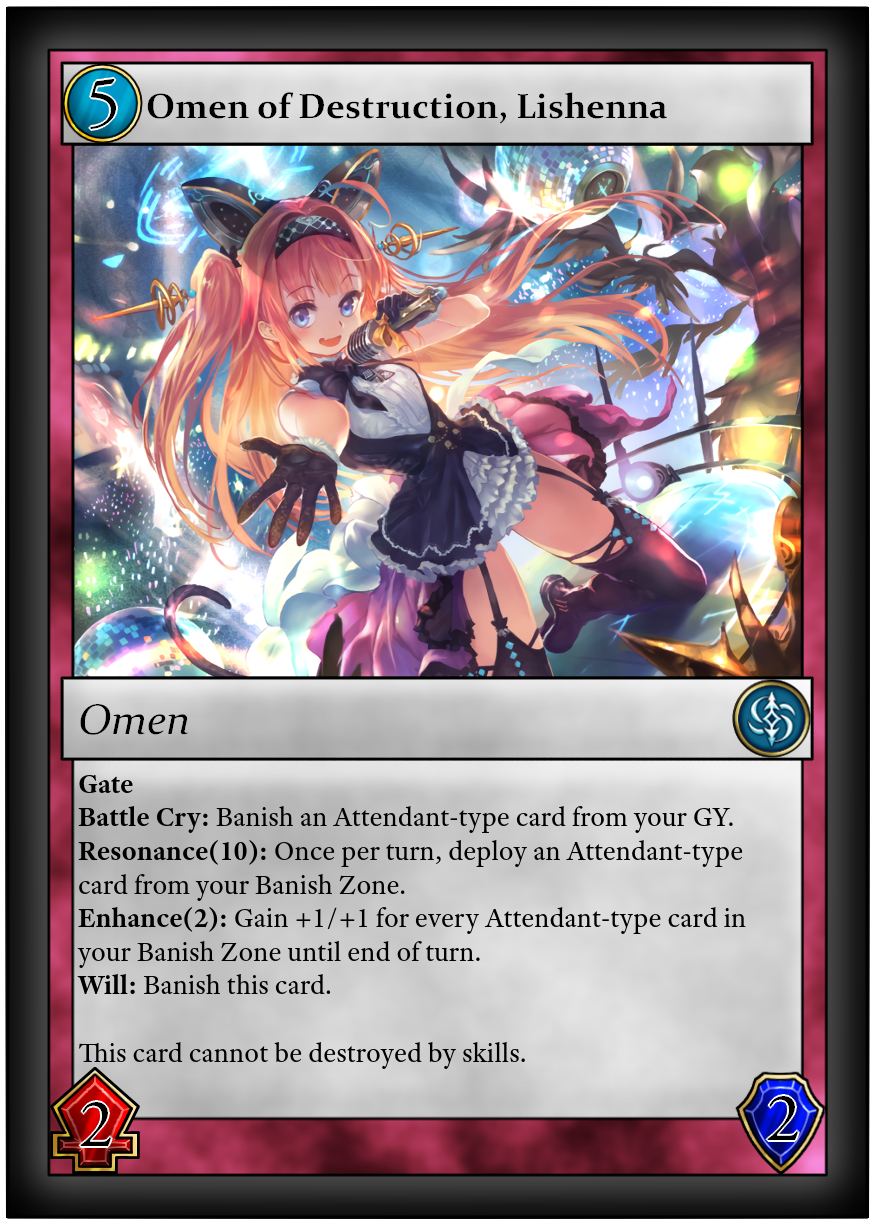 5 Omen of Destruction, Lishenna
Omen
Gate
Battle Cry: Banish an Attendant-type card from your GY.
Resonance(10): Once per turn, deploy an Attendant-type
card from your Banish Zone.
Enhance(2): Gain +1/+1 for every Attendant-type card in
your Banish Zone until end of turn.
Will: Banish this card.
This card cannot be destroyed by skills.
2 2